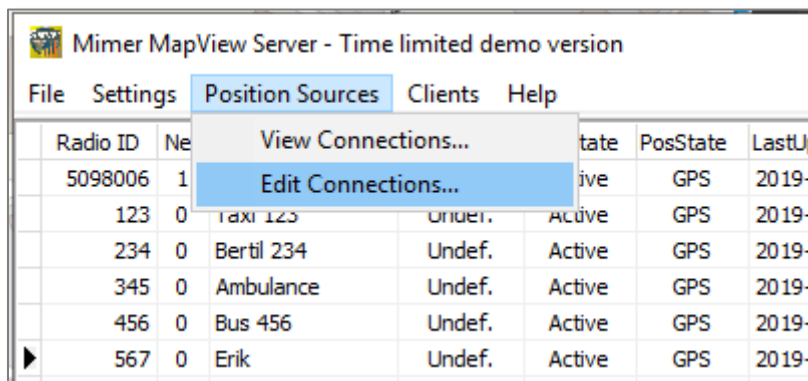 Mimer MapView Server - Time limited demo version
File Settings Position Sources Clients Help
View Connections...
Edit Connections...
Radio ID Ne tate PosState LastU
5098006 1 ive GPS 2019-
123 0 Taxi 123 Undef. Active GPS 2019-
234 0 Bertil 234 Undef. Active GPS 2019-
345 0 Ambulance Undef. Active GPS 2019-
456 0 Bus 456 Undef. Active GPS 2019-
567 0 Erik Undef. Active GPS 2019-